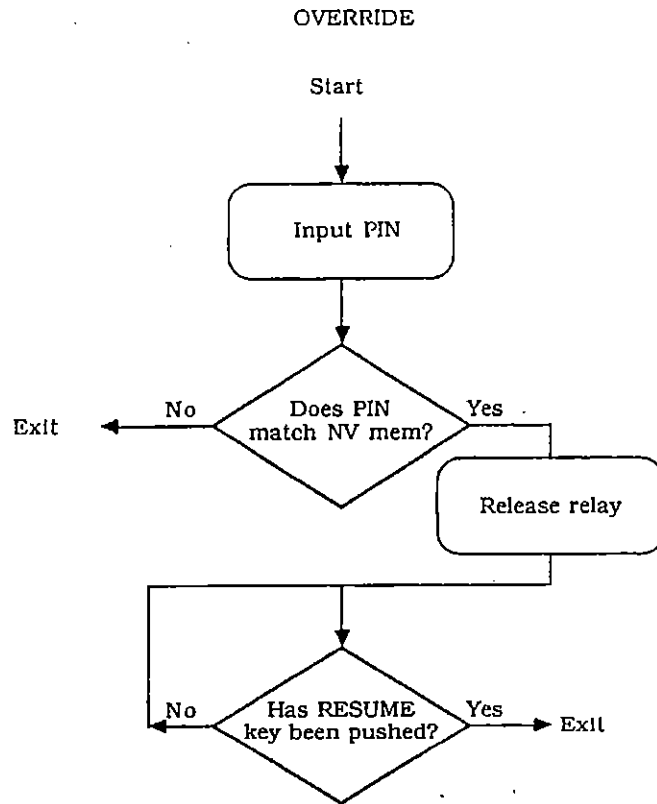 OVERRIDE
Start
Input PIN
Does PIN
match NV mem?
No
Yes
Exit
Release relay
Has RESUME
key been pushed?
No
Yes
Exit